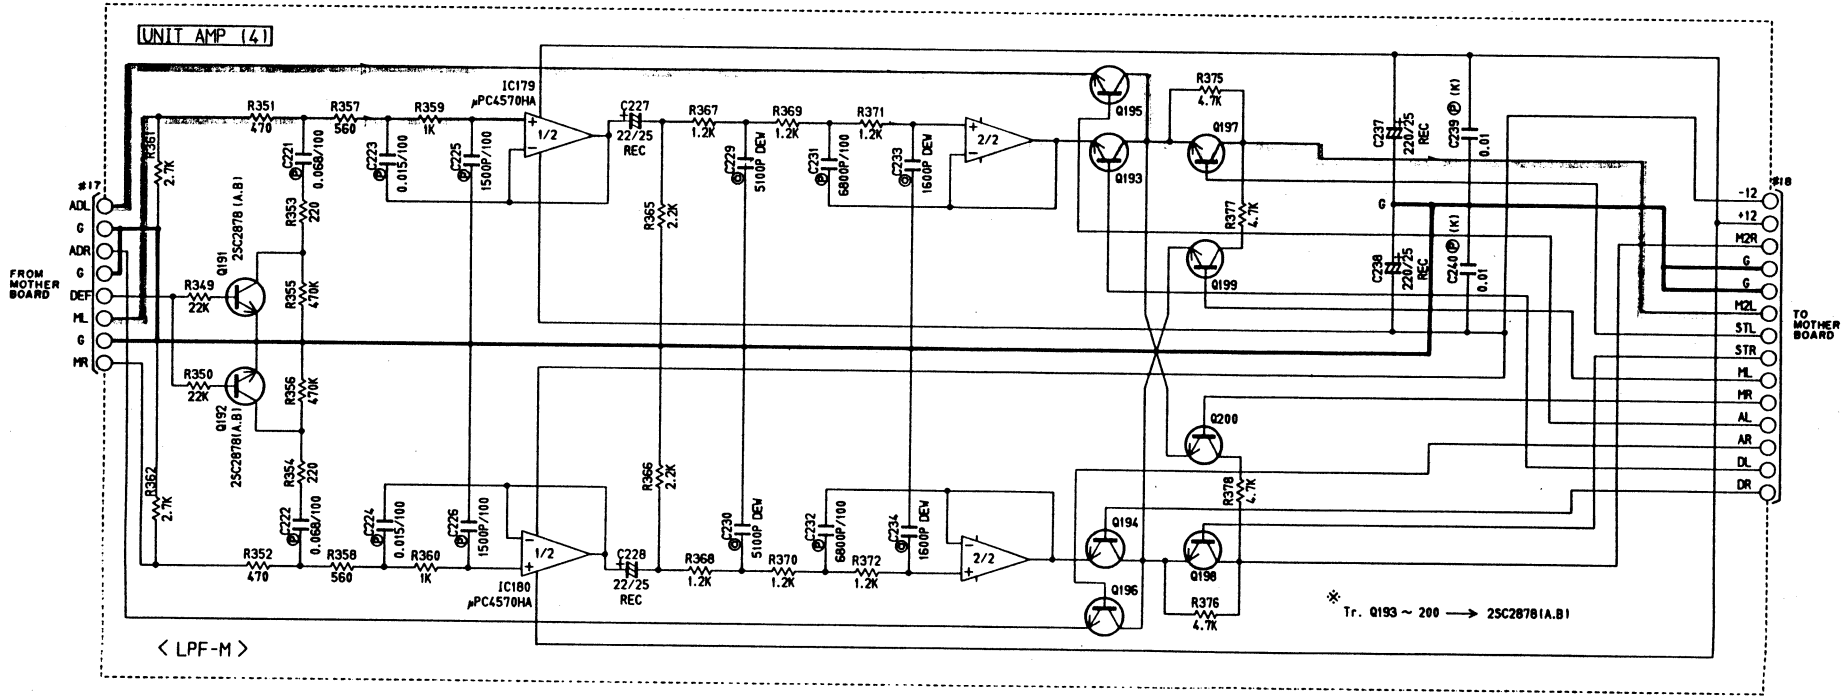 UNIT AMP (4)
IC179
µPC4570HA
1/2
R351
470
R357
560
R359
1K
C227
22/25
REC
R367
1.2K
R369
1.2K
R371
1.2K
2/2
Q195
R375
4.7K
Q197
Q193
R361
2.7K
C221
0.068/100
C223
0.015/100
C225
1500P/100
C229
5100P DEW
C231
6800P/100
C233
1600P DEW
C237
220/25
REC
C239 Ⓟ (K)
0.01
R353
220
R365
2.2K
R377
4.7K
G
Q199
C238
220/25
REC
C240 Ⓟ (K)
0.01
※17
ADL
G
ADR
G
DEF
ML
G
MR
FROM
MOTHER
BOARD
Q191
2SC2878 (A.B)
R349
22K
R355
470K
R350
22K
Q192
2SC2878(A.B)
R356
470K
R354
220
R362
2.7K
C222
0.068/100
C224
0.015/100
C226
1500P/100
R366
2.2K
C230
5100P DEW
C232
6800P/100
C234
1600P DEW
R352
470
R358
560
R360
1K
1/2
IC180
µPC4570HA
C228
22/25
REC
R368
1.2K
R370
1.2K
R372
1.2K
2/2
Q194
Q196
Q198
R376
4.7K
Q200
R378
4.7K
※18
-12
+12
M2R
G
G
M2L
STL
STR
ML
MR
AL
AR
DL
DR
TO
MOTHER
BOARD
※
Tr. Q193 ~ 200 → 2SC2878(A.B)
< LPF-M >